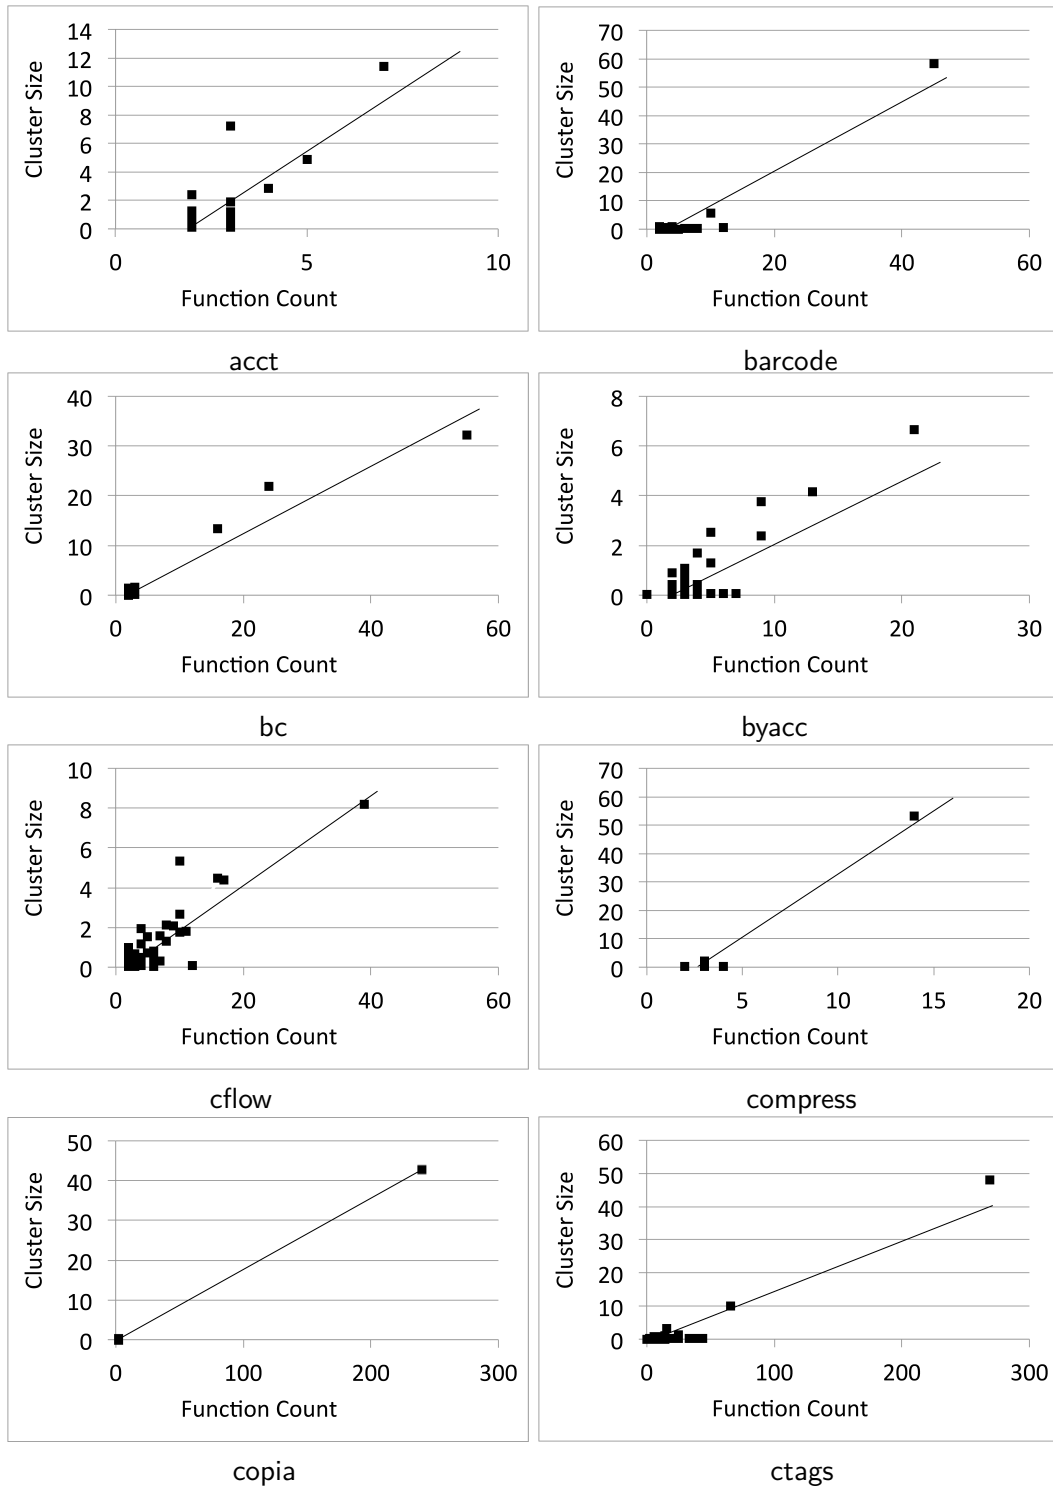 14
12
10
8
6
4
2
0
Cluster Size
0 5 10
Function Count
acct
70
60
50
40
30
20
10
0
Cluster Size
0 20 40 60
Function Count
barcode
40
30
20
10
0
Cluster Size
0 20 40 60
Function Count
bc
8
6
4
2
0
Cluster Size
0 10 20 30
Function Count
byacc
10
8
6
4
2
0
Cluster Size
0 20 40 60
Function Count
cflow
70
60
50
40
30
20
10
0
Cluster Size
0 5 10 15 20
Function Count
compress
50
40
30
20
10
0
Cluster Size
0 100 200 300
Function Count
copia
60
50
40
30
20
10
0
Cluster Size
0 100 200 300
Function Count
ctags